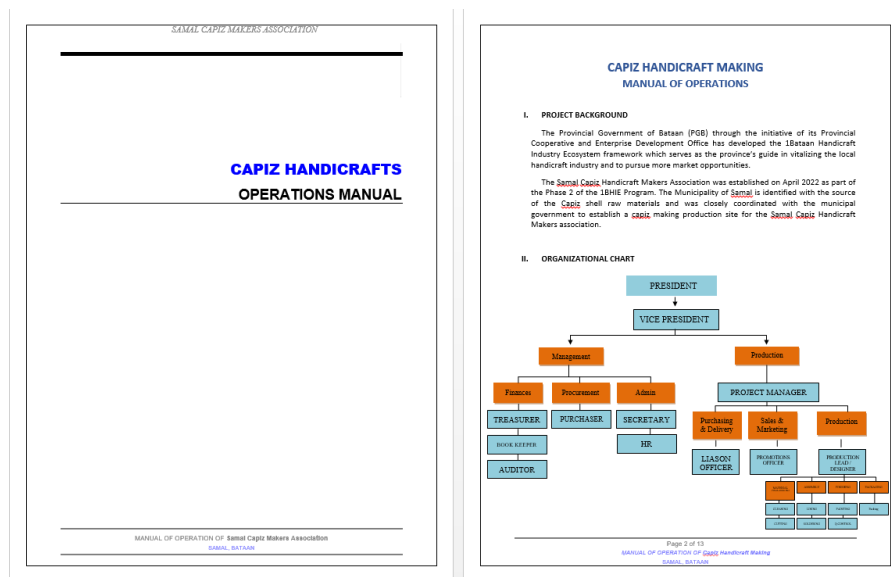 SAMAL CAPIZ MAKERS ASSOCIATION
CAPIZ HANDICRAFTS
OPERATIONS MANUAL
MANUAL OF OPERATION OF Samal Capiz Makers Association
SAMAL, BATAAN
CAPIZ HANDICRAFT MAKING
MANUAL OF OPERATIONS
I. PROJECT BACKGROUND
The Provincial Government of Bataan (PGB) through the initiative of its Provincial
Cooperative and Enterprise Development Office has developed the 1Bataan Handicraft
Industry Ecosystem framework which serves as the province's guide in vitalizing the local
handicraft industry and to pursue more market opportunities.
The Samal Capiz Handicraft Makers Association was established on April 2022 as part of
the Phase 2 of the 1BHIE Program. The Municipality of Samal is identified with the source
of the Capiz shell raw materials and was closely coordinated with the municipal
government to establish a capiz making production site for the Samal Capiz Handicraft
Makers association.
II. ORGANIZATIONAL CHART
PRESIDENT
VICE PRESIDENT
Management
Production
Finances
Procurement
Admin
PROJECT MANAGER
TREASURER
PURCHASER
SECRETARY
Purchasing
& Delivery
Sales &
Marketing
Production
BOOK KEEPER
HR
AUDITOR
LIASON
OFFICER
PROMOTIONS
OFFICER
PRODUCTION
LEAD /
DESIGNER
Page 2 of 13
MANUAL OF OPERATION OF Capiz Handicraft Making
SAMAL, BATAAN